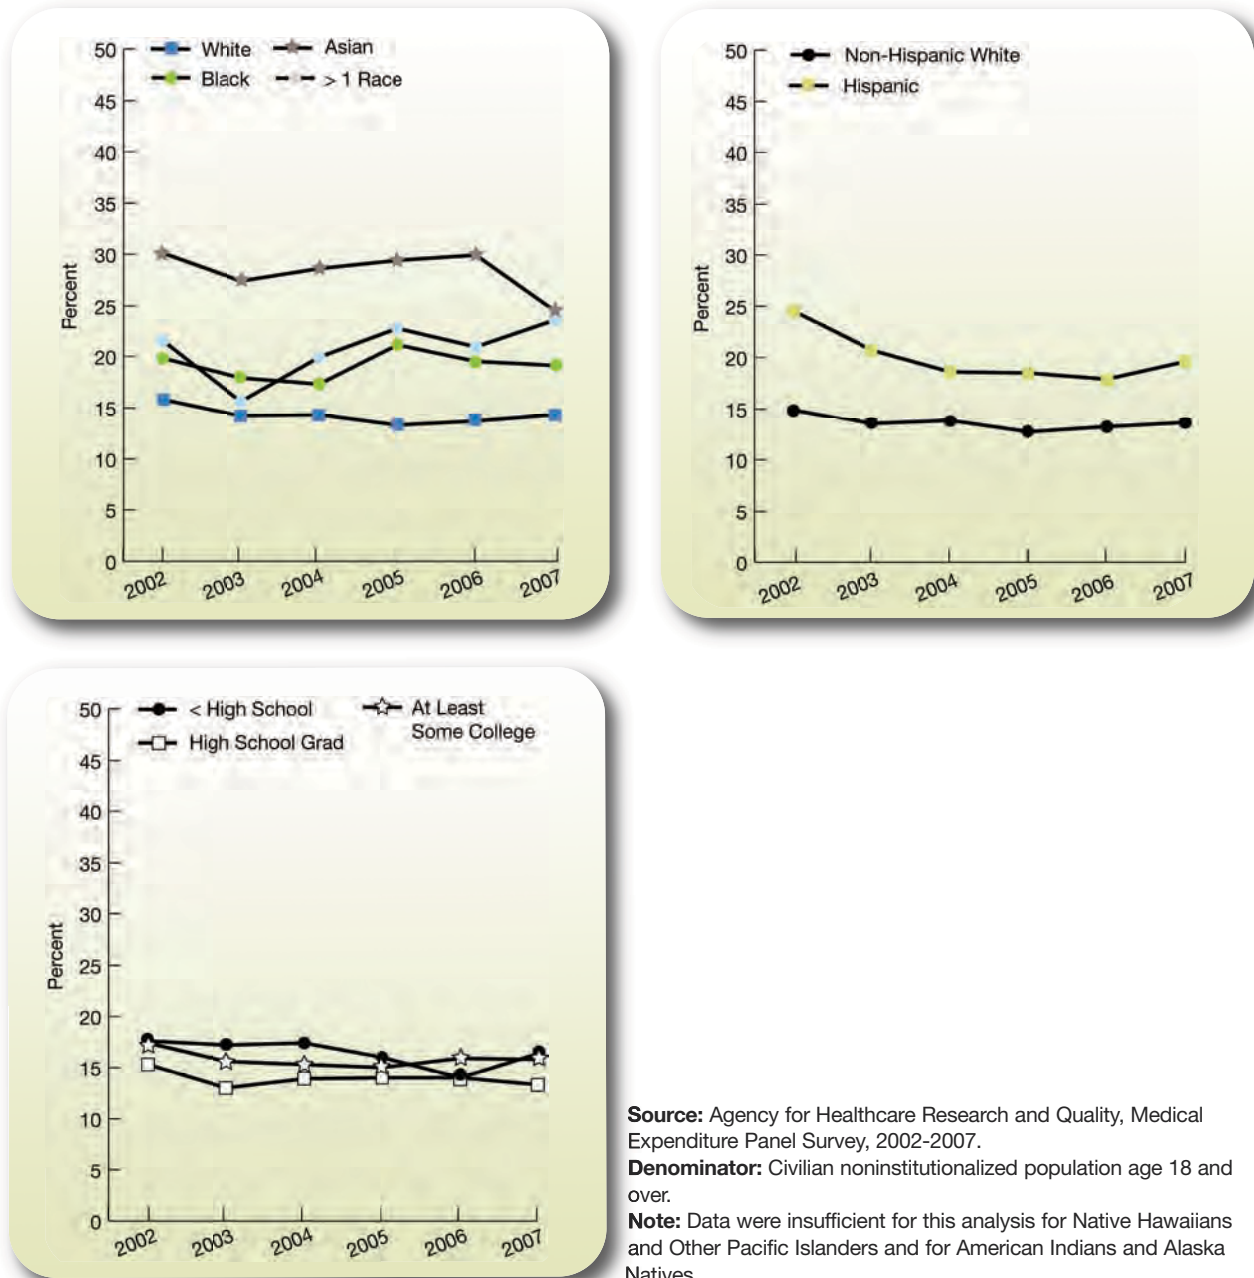 50
White
Asian
Black
> 1 Race
45
40
35
30
25
20
15
10
5
0
Percent
2002
2003
2004
2005
2006
2007
50
Non-Hispanic White
Hispanic
45
40
35
30
25
20
15
10
5
0
Percent
2002
2003
2004
2005
2006
2007
50
< High School
At Least
Some College
High School Grad
45
40
35
30
25
20
15
10
5
0
Percent
2002
2003
2004
2005
2006
2007
Source: Agency for Healthcare Research and Quality, Medical
Expenditure Panel Survey, 2002-2007.
Denominator: Civilian noninstitutionalized population age 18 and
over.
Note: Data were insufficient for this analysis for Native Hawaiians
and Other Pacific Islanders and for American Indians and Alaska
Natives